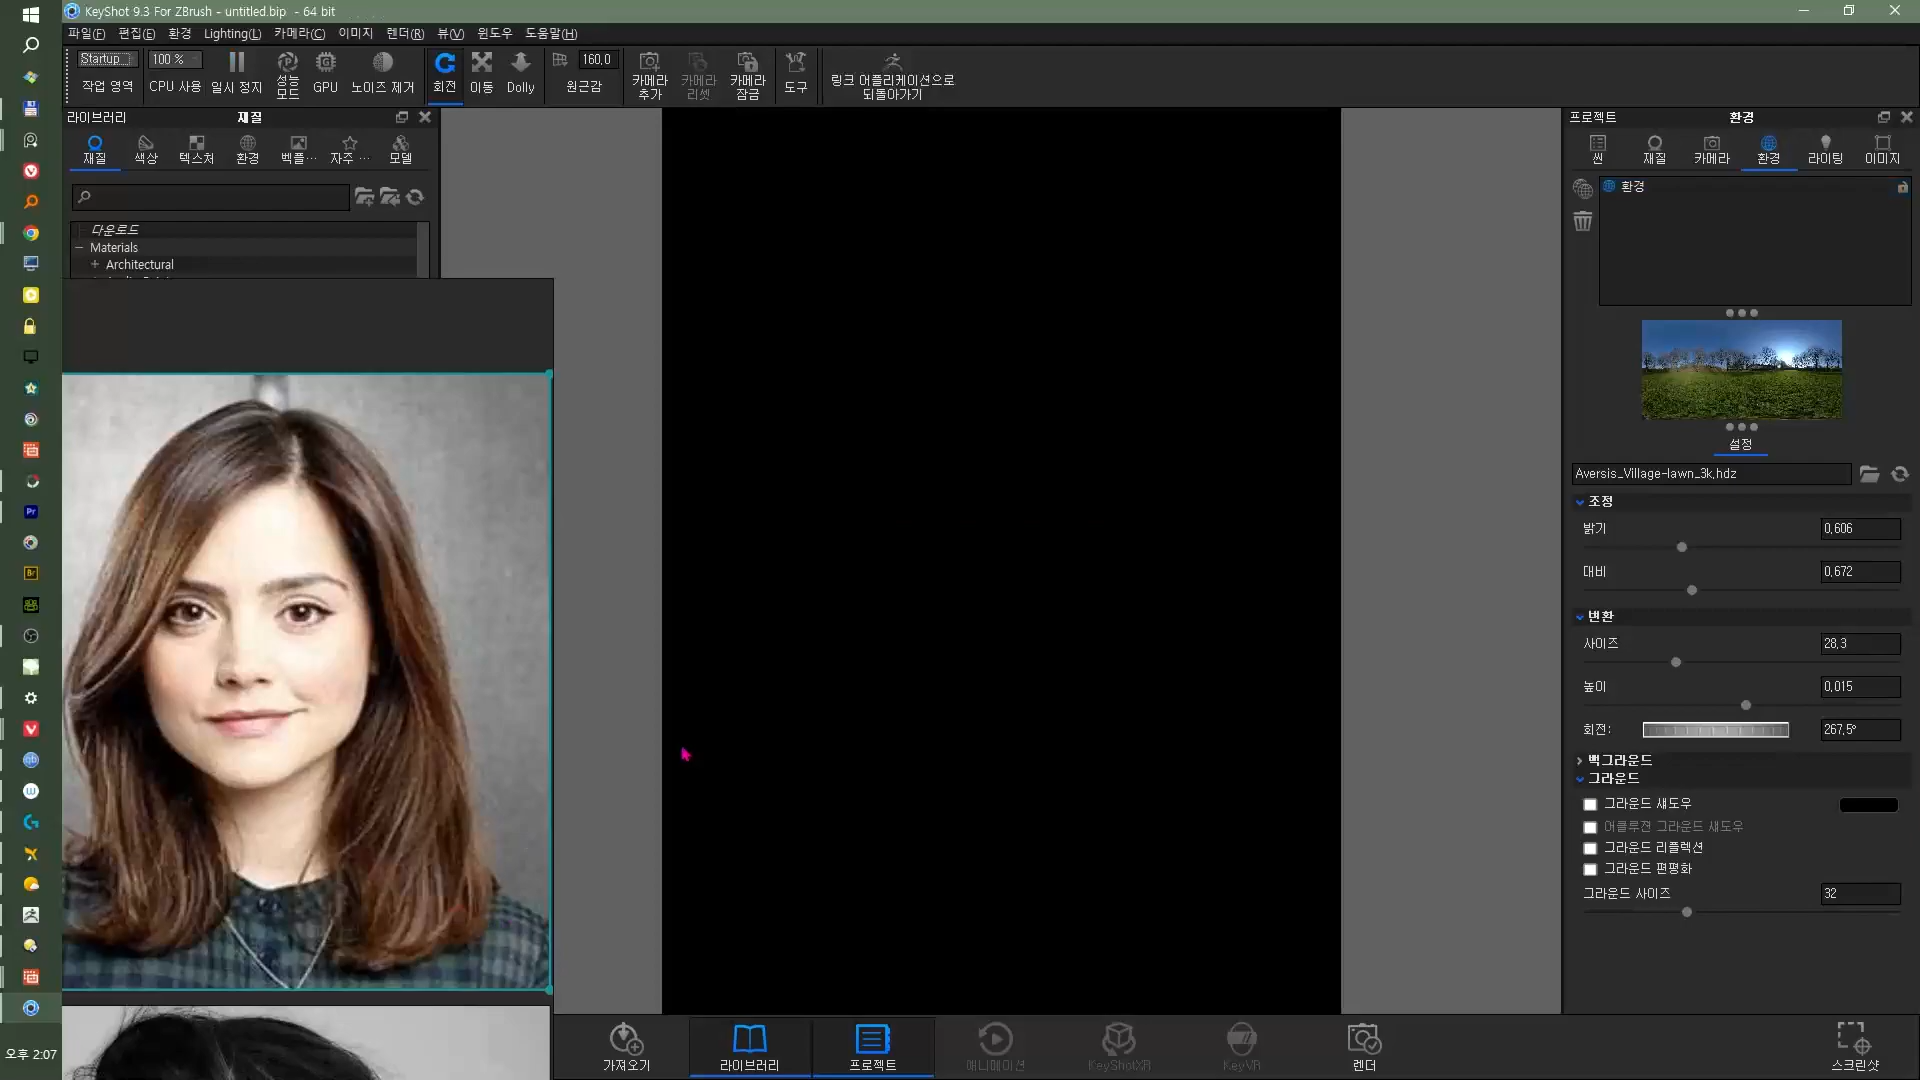 KeyShot 9.3 For ZBrush - untitled.bip - 64 bit
파일(F) 편집(E) 환경 Lighting(L) 카메라(C) 이미지 렌더(R) 뷰(V) 윈도우 도움말(H)
Startup
100 %
160,0
작업 영역
CPU 사용
일시 정지
성능
모드
GPU
노이즈 제거
회전
이동
Dolly
원근감
카메라
추가
카메라
리셋
카메라
잠금
도구
링크 어플리케이션으로
되돌아가기
라이브러리
재질
재질 색상 텍스처 환경 벡플… 자주 … 모델
다운로드
Materials
Architectural
프로젝트
환경
씬 재질 카메라 환경 라이팅 이미지
환경
설정
Aversis_Village-lawn_3k.hdz
조정
밝기 0,606
대비 0,672
변환
사이즈 28,3
높이 0,015
회전: 267,5°
백그라운드
그라운드
그라운드 섀도우
어클루젼 그라운드 섀도우
그라운드 리플렉션
그라운드 편평화
그라운드 사이즈 32
가져오기
라이브러리
프로젝트
애니메이션
KeyShotXR
KeyVR
렌더
스크린샷
오후 2:07